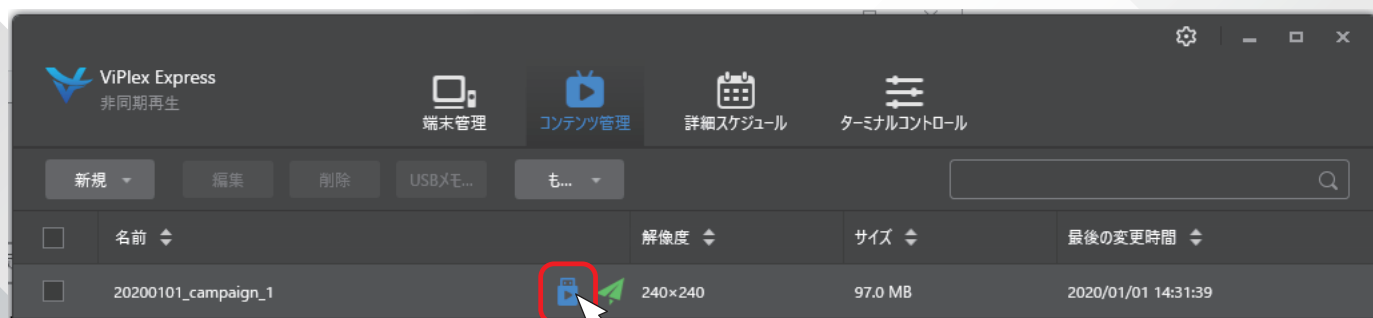 ViPlex Express
非同期再生
端末管理
コンテンツ管理
詳細スケジュール
ターミナルコントロール
新規 編集 削除 USBメモ... も...
名前 解像度 サイズ 最後の変更時間
20200101_campaign_1 240×240 97.0 MB 2020/01/01 14:31:39